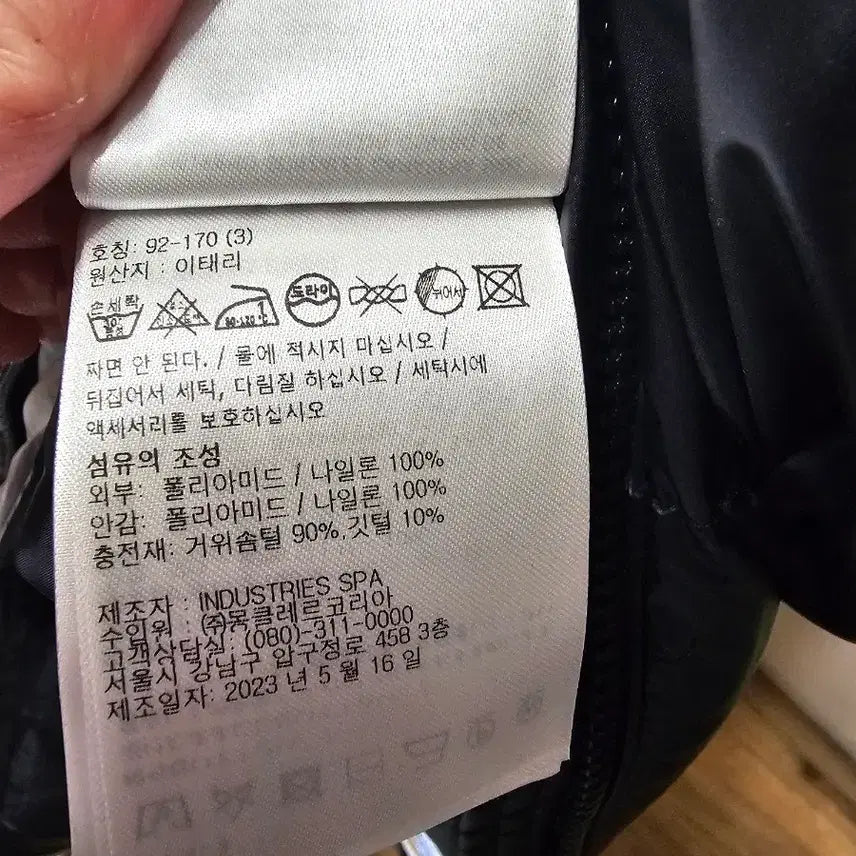 호칭: 92-170 (3)
원산지 : 이태리
손세탁 드라이 80-120℃ 뉘어서
짜면 안 된다. / 물에 적시지 마십시오 /
뒤집어서 세탁, 다림질 하십시오 / 세탁시에
액세서리를 보호하십시오
섬유의 조성
외부: 폴리아미드 / 나일론 100%
안감: 폴리아미드 / 나일론 100%
충전재: 거위솜털 90%,깃털 10%
제조자 : INDUSTRIES SPA
수입원 : (주)몽클레르코리아
고객상담실: (080)-311-0000
서울시 강남구 압구정로 458 3층
제조일자: 2023 년 5 월 16 일